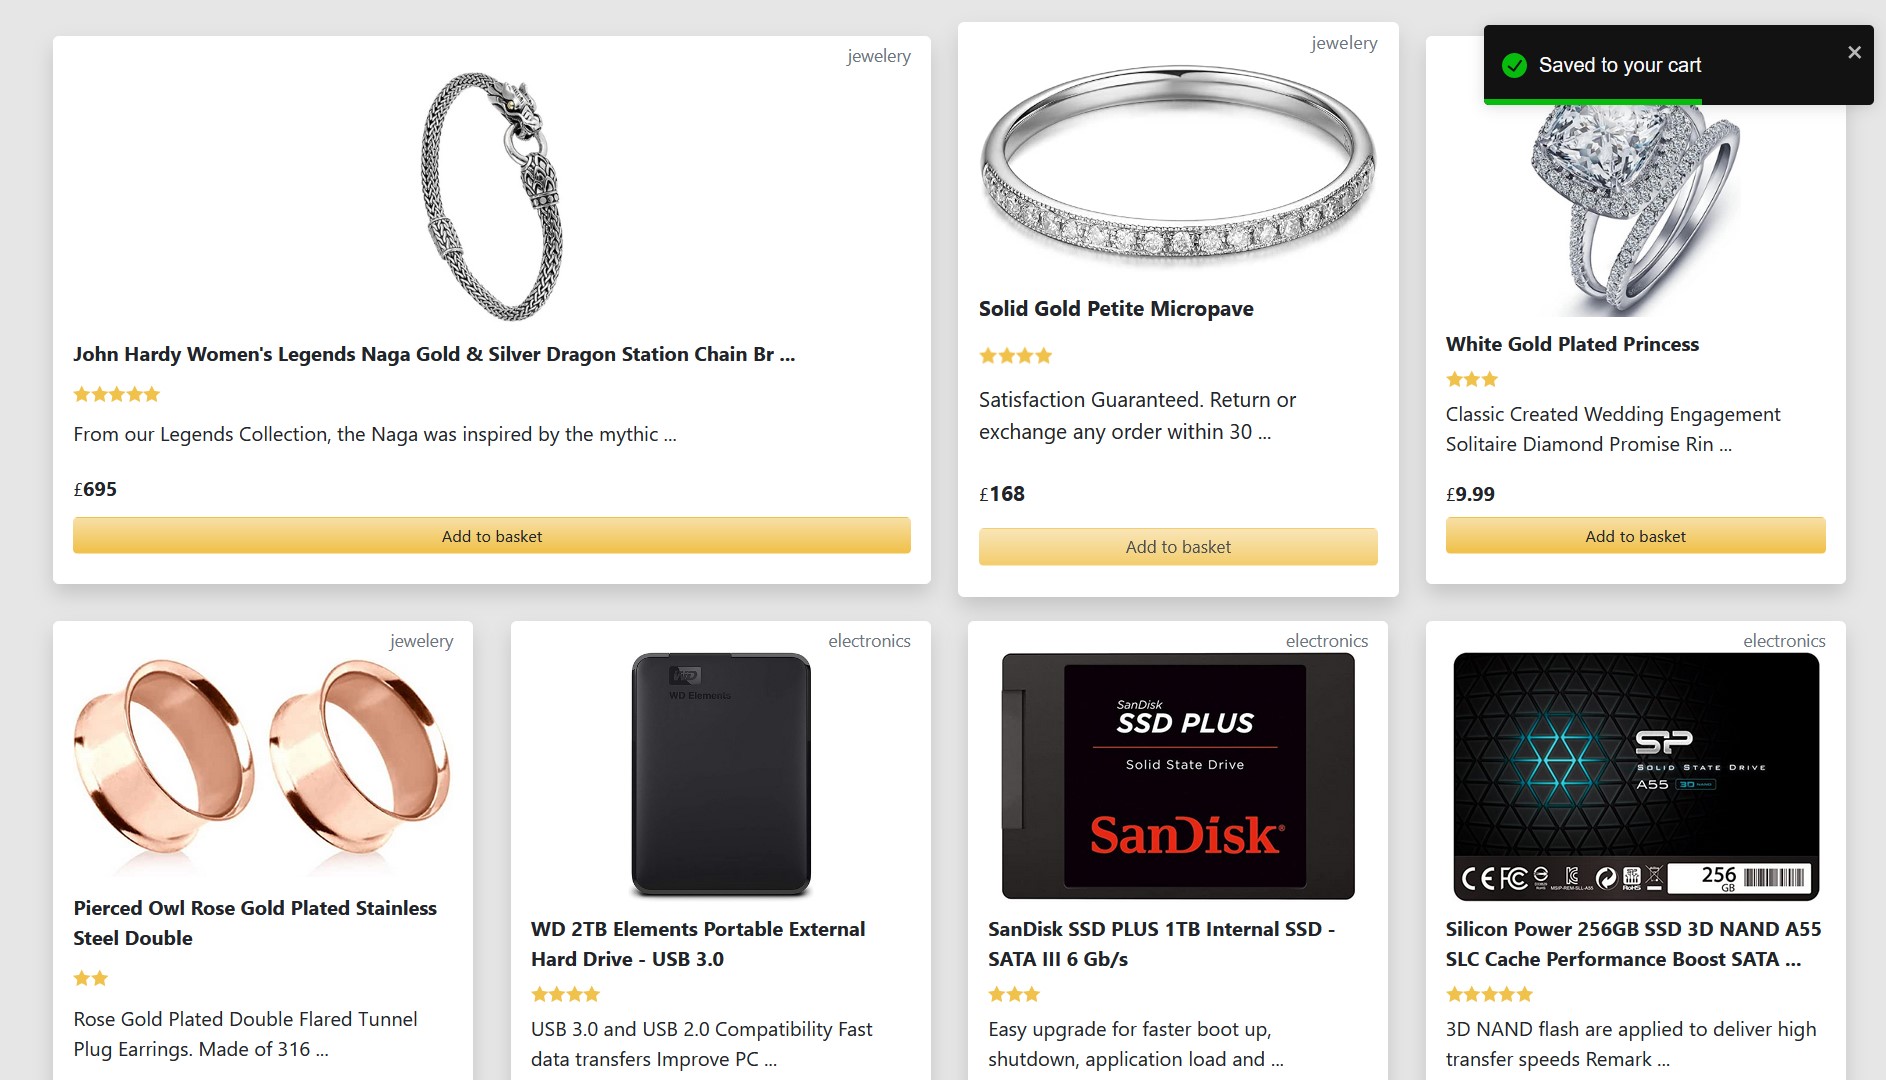 jewelery
John Hardy Women's Legends Naga Gold & Silver Dragon Station Chain Br ...
From our Legends Collection, the Naga was inspired by the mythic ...
£695
Add to basket
jewelery
Solid Gold Petite Micropave
Satisfaction Guaranteed. Return or
exchange any order within 30 ...
£168
Add to basket
Saved to your cart
White Gold Plated Princess
Classic Created Wedding Engagement
Solitaire Diamond Promise Rin ...
£9.99
Add to basket
jewelery
Pierced Owl Rose Gold Plated Stainless
Steel Double
Rose Gold Plated Double Flared Tunnel
Plug Earrings. Made of 316 ...
electronics
WD
WD Elements
WD 2TB Elements Portable External
Hard Drive - USB 3.0
USB 3.0 and USB 2.0 Compatibility Fast
data transfers Improve PC ...
electronics
SanDisk
SSD PLUS
Solid State Drive
SanDisk®
SanDisk SSD PLUS 1TB Internal SSD -
SATA III 6 Gb/s
Easy upgrade for faster boot up,
shutdown, application load and ...
electronics
SP
SOLID STATE DRIVE
A55 3D NAND
CE FC
RoHS
256
GB
Silicon Power 256GB SSD 3D NAND A55
SLC Cache Performance Boost SATA ...
3D NAND flash are applied to deliver high
transfer speeds Remark ...